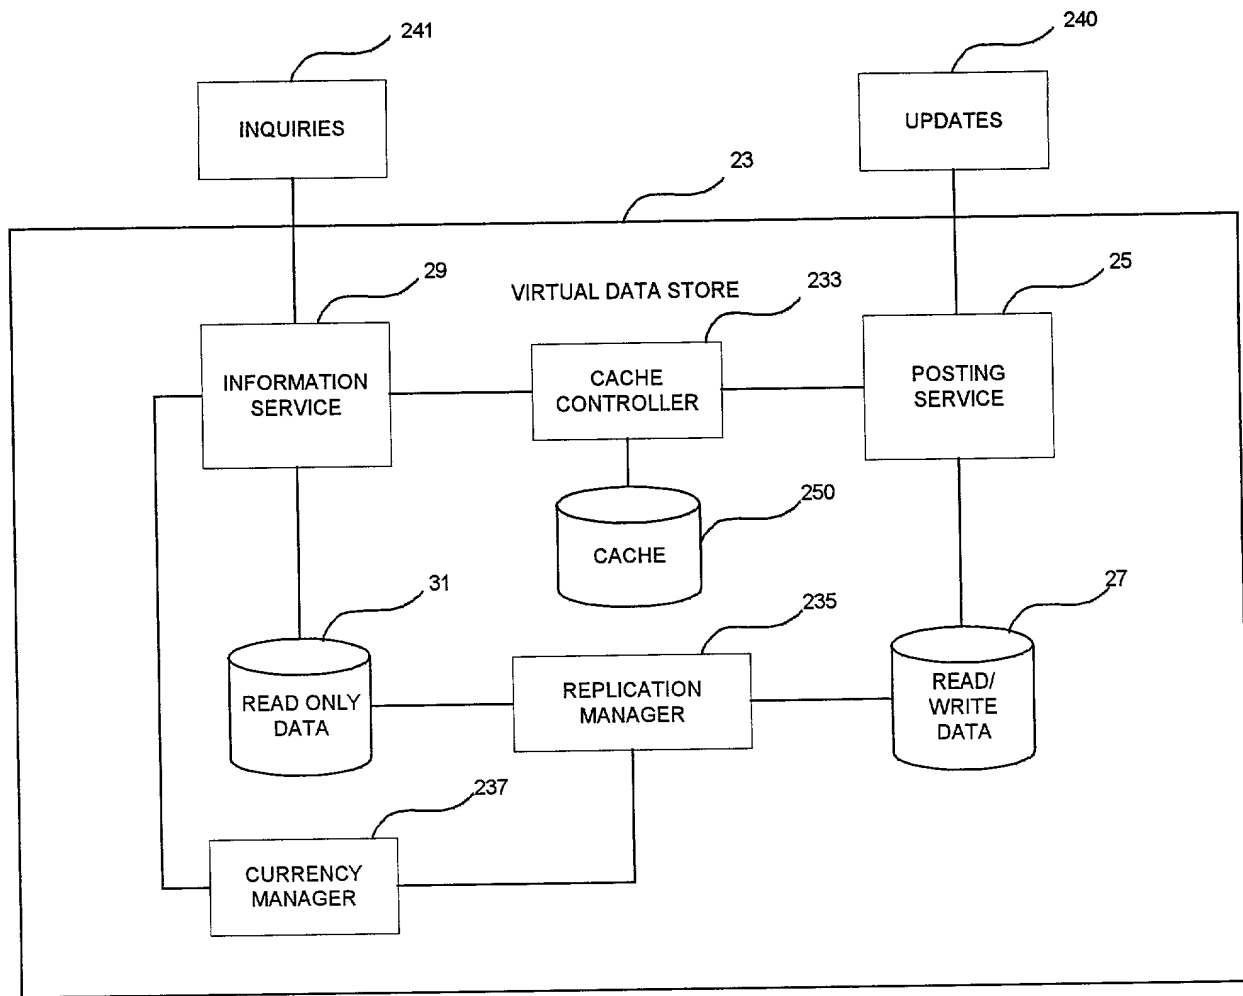 241
240
INQUIRIES
UPDATES
23
29
VIRTUAL DATA STORE
233
25
INFORMATION
SERVICE
CACHE
CONTROLLER
POSTING
SERVICE
250
CACHE
31
235
27
READ ONLY
DATA
REPLICATION
MANAGER
READ/
WRITE
DATA
237
CURRENCY
MANAGER